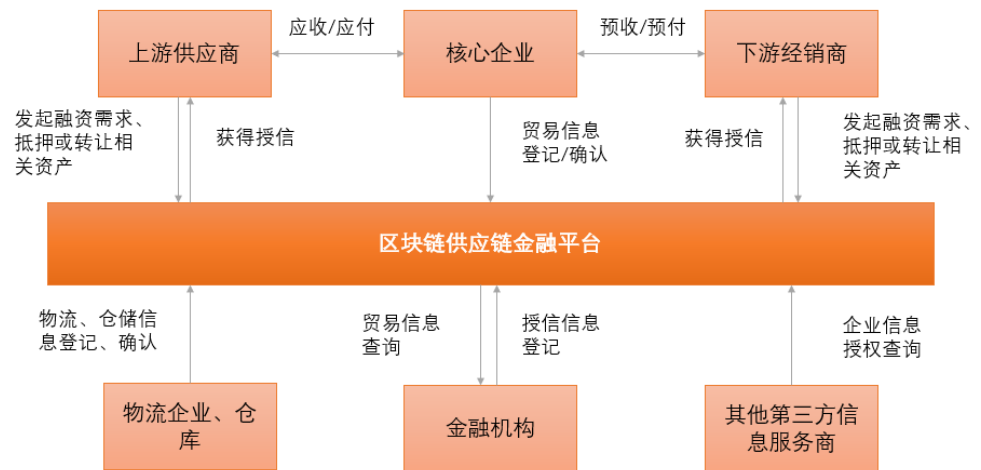 上游供应商
应收/应付
核心企业
预收/预付
下游经销商
发起融资需求、
抵押或转让相
关资产
获得授信
贸易信息
登记/确认
获得授信
发起融资需求、
抵押或转让相
关资产
区块链供应链金融平台
物流、仓储信
息登记、确认
贸易信息
查询
授信信息
登记
企业信息
授权查询
物流企业、仓
库
金融机构
其他第三方信
息服务商